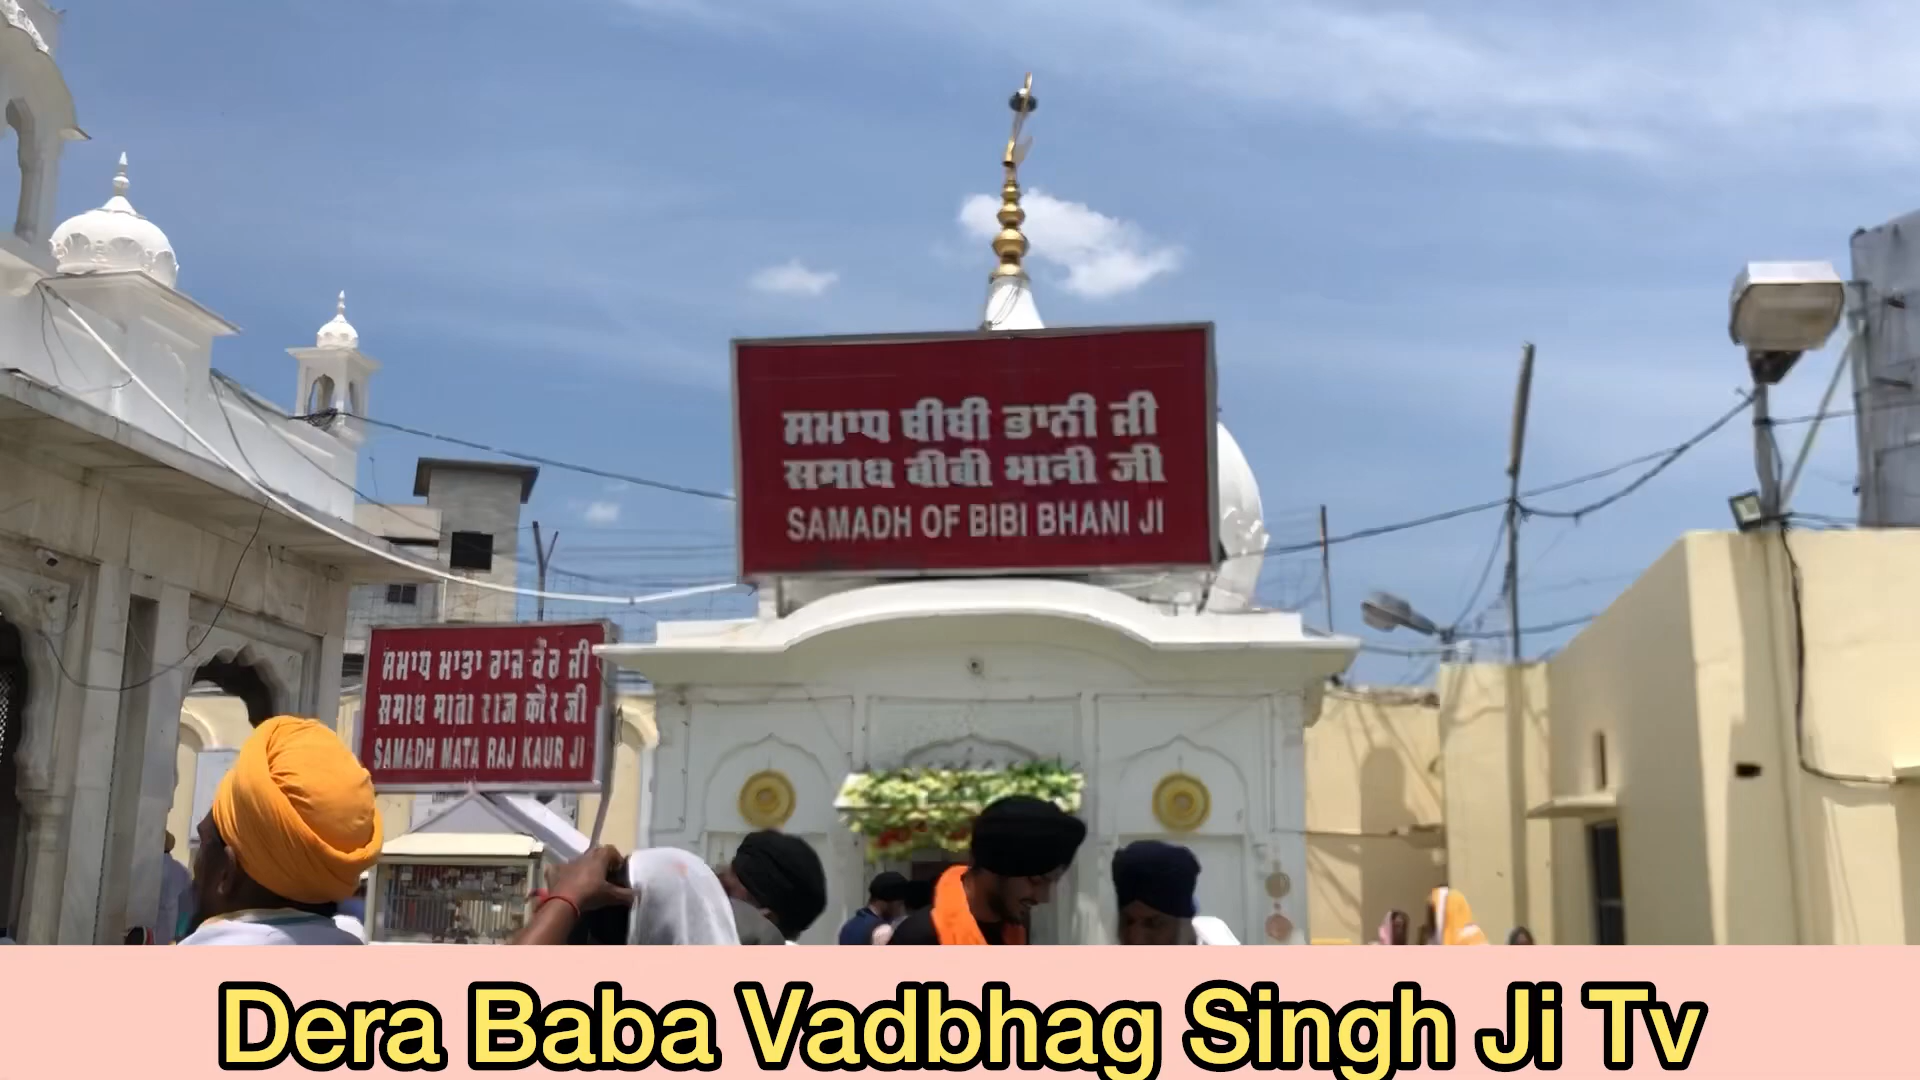 ਸਮਾਧ ਬੀਬੀ ਭਾਨੀ ਜੀ
समाध बीबी भानी जी
SAMADH OF BIBI BHANI JI
ਸਮਾਧ ਮਾਤਾ ਰਾਜ ਕੌਰ ਜੀ
समाध माता राज कौर जी
SAMADH MATA RAJ KAUR JI
Dera Baba Vadbhag Singh Ji Tv